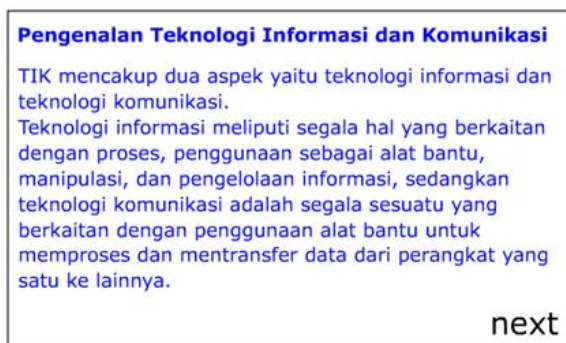 Pengenalan Teknologi Informasi dan Komunikasi
TIK mencakup dua aspek yaitu teknologi informasi dan
teknologi komunikasi.
Teknologi informasi meliputi segala hal yang berkaitan
dengan proses, penggunaan sebagai alat bantu,
manipulasi, dan pengelolaan informasi, sedangkan
teknologi komunikasi adalah segala sesuatu yang
berkaitan dengan penggunaan alat bantu untuk
memproses dan mentransfer data dari perangkat yang
satu ke lainnya.
next